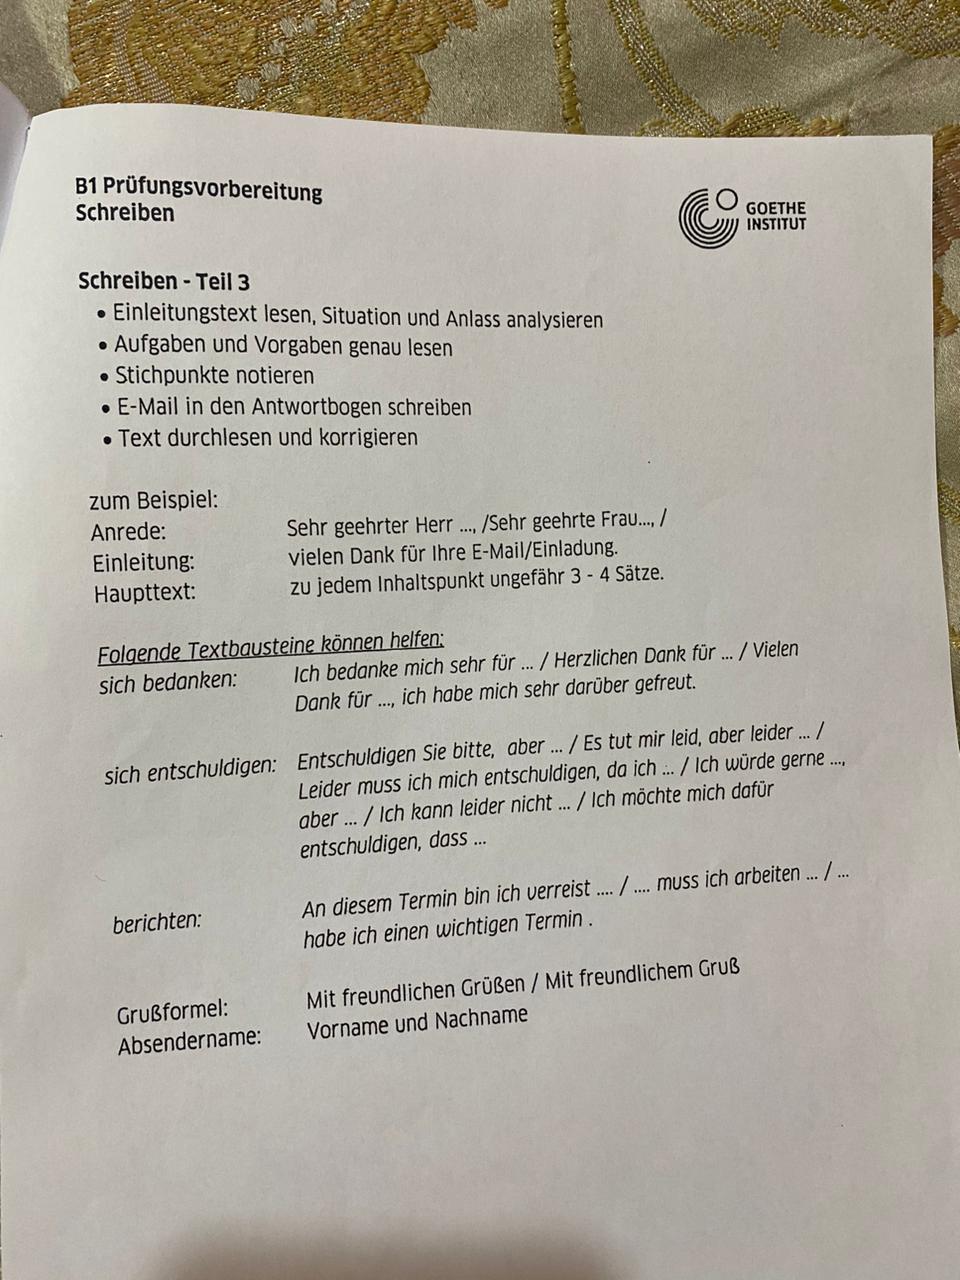 B1 Prüfungsvorbereitung
Schreiben
GOETHE
INSTITUT
Schreiben - Teil 3
• Einleitungstext lesen, Situation und Anlass analysieren
• Aufgaben und Vorgaben genau lesen
• Stichpunkte notieren
• E-Mail in den Antwortbogen schreiben
• Text durchlesen und korrigieren
zum Beispiel:
Anrede: Sehr geehrter Herr ..., /Sehr geehrte Frau..., /
Einleitung: vielen Dank für Ihre E-Mail/Einladung.
Haupttext: zu jedem Inhaltspunkt ungefähr 3 - 4 Sätze.
Folgende Textbausteine können helfen:
sich bedanken: Ich bedanke mich sehr für ... / Herzlichen Dank für ... / Vielen
Dank für ..., ich habe mich sehr darüber gefreut.
sich entschuldigen: Entschuldigen Sie bitte, aber ... / Es tut mir leid, aber leider ... /
Leider muss ich mich entschuldigen, da ich ... / Ich würde gerne ...,
aber ... / Ich kann leider nicht ... / Ich möchte mich dafür
entschuldigen, dass ...
berichten: An diesem Termin bin ich verreist .... / .... muss ich arbeiten ... / ...
habe ich einen wichtigen Termin .
Grußformel: Mit freundlichen Grüßen / Mit freundlichem Gruß
Absendername: Vorname und Nachname